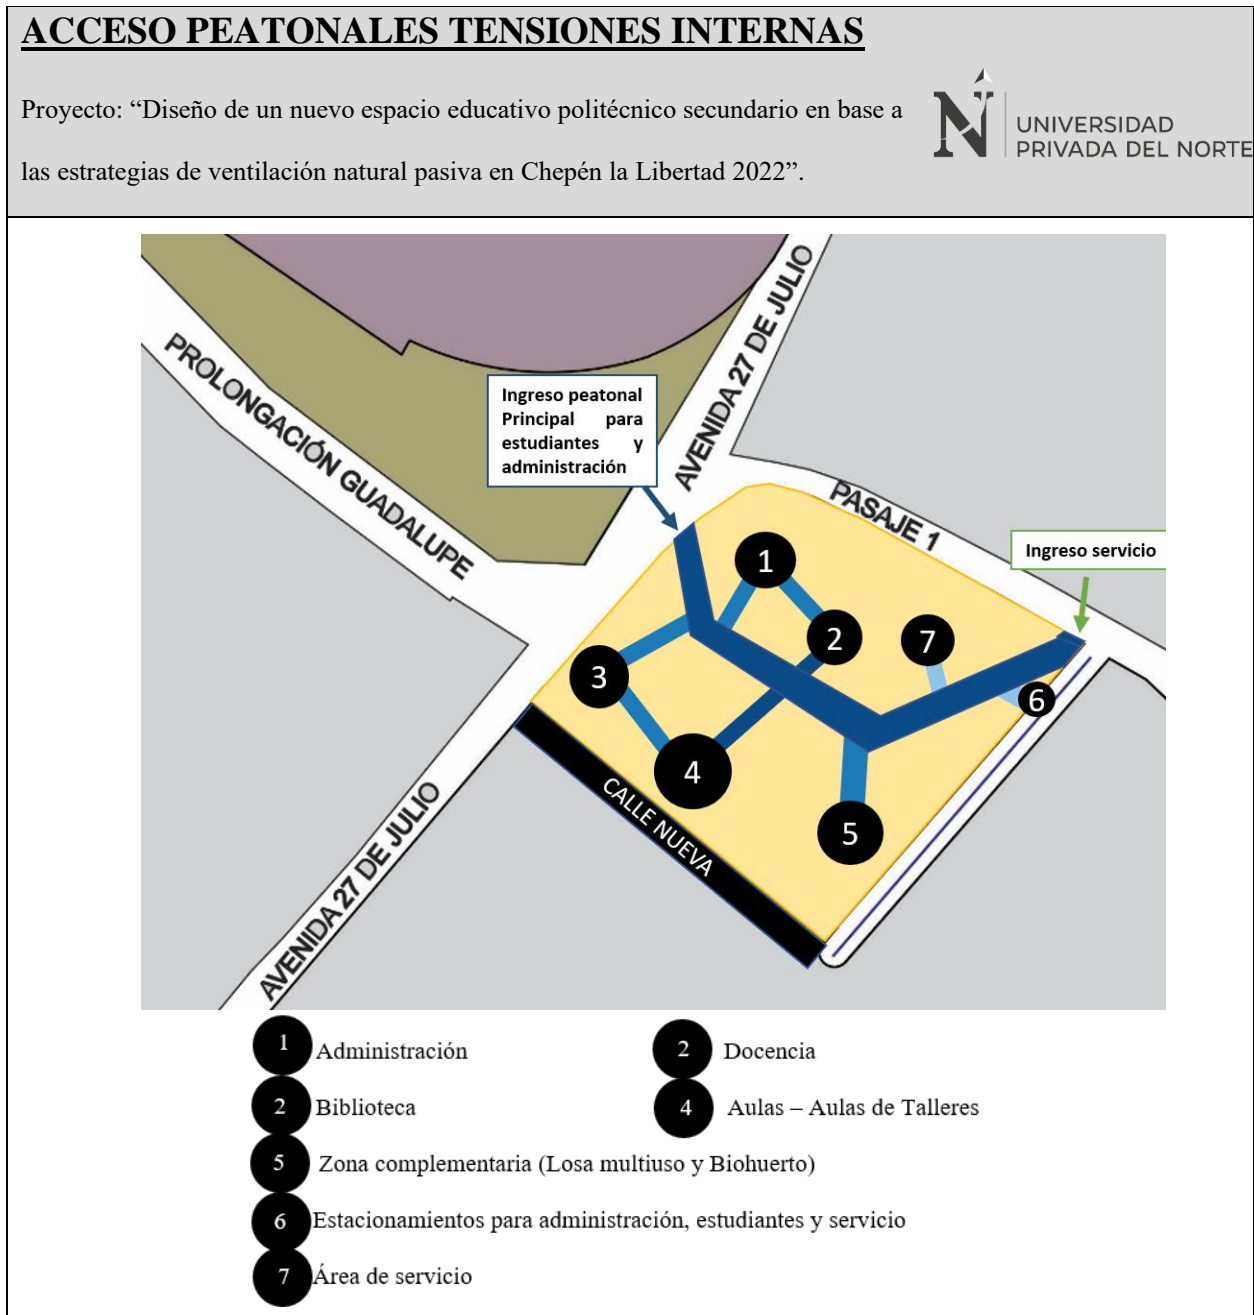 ACCESO PEATONALES TENSIONES INTERNAS
Proyecto: “Diseño de un nuevo espacio educativo politécnico secundario en base a
las estrategias de ventilación natural pasiva en Chepén la Libertad 2022”.
N
UNIVERSIDAD
PRIVADA DEL NORTE
AVENIDA 27 DE JULIO
PROLONGACIÓN GUADALUPE
Ingreso peatonal
Principal para
estudiantes y
administración
PASAJE 1
Ingreso servicio
1
2
7
3
6
4
5
CALLE NUEVA
AVENIDA 27 DE JULIO
1 Administración
2 Docencia
2 Biblioteca
4 Aulas – Aulas de Talleres
5 Zona complementaria (Losa multiuso y Biohuerto)
6 Estacionamientos para administración, estudiantes y servicio
7 Área de servicio